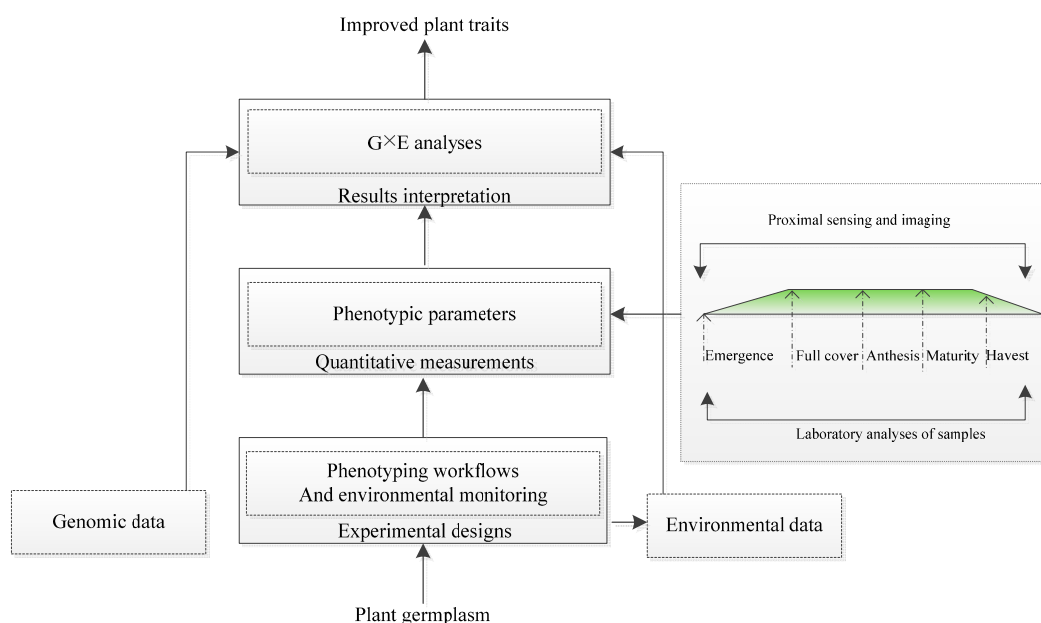 Improved plant traits
G×E analyses
Results interpretation
Proximal sensing and imaging
Phenotypic parameters
Quantitative measurements
Emergence
Full cover
Anthesis
Maturity
Havest
Laboratory analyses of samples
Phenotyping workflows
And environmental monitoring
Experimental designs
Genomic data
Environmental data
Plant germplasm